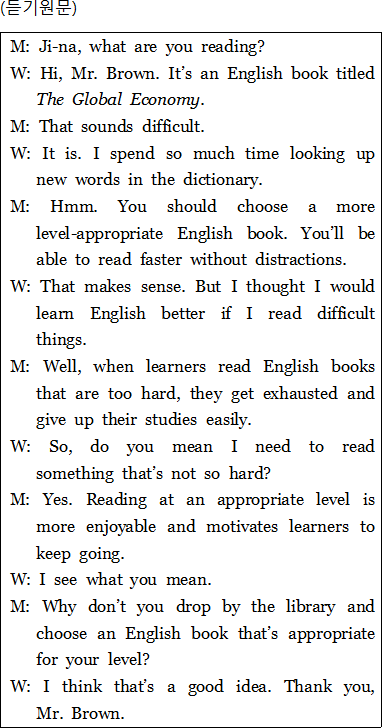 (듣기원문)
M: Ji-na, what are you reading?
W: Hi, Mr. Brown. It's an English book titled
The Global Economy.
M: That sounds difficult.
W: It is. I spend so much time looking up
new words in the dictionary.
M: Hmm. You should choose a more
level-appropriate English book. You'll be
able to read faster without distractions.
W: That makes sense. But I thought I would
learn English better if I read difficult
things.
M: Well, when learners read English books
that are too hard, they get exhausted and
give up their studies easily.
W: So, do you mean I need to read
something that's not so hard?
M: Yes. Reading at an appropriate level is
more enjoyable and motivates learners to
keep going.
W: I see what you mean.
M: Why don't you drop by the library and
choose an English book that's appropriate
for your level?
W: I think that's a good idea. Thank you,
Mr. Brown.